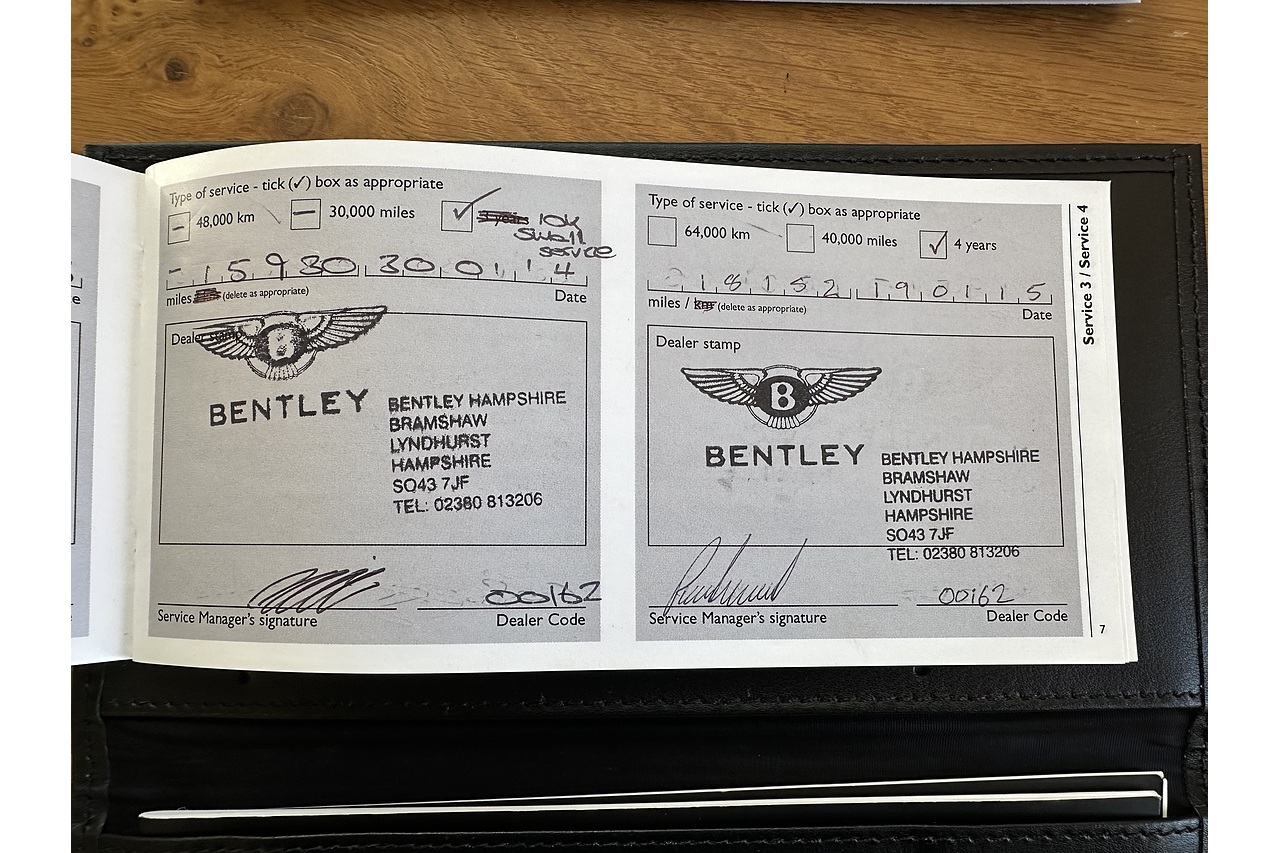 Type of service - tick (✓) box as appropriate
48,000 km
30,000 miles
3 years 10K
Small
service
- 15930 300114
miles km (delete as appropriate)
Date
Dealer stamp
BENTLEY
BENTLEY HAMPSHIRE
BRAMSHAW
LYNDHURST
HAMPSHIRE
SO43 7JF
TEL: 02380 813206
00162
Service Manager's signature
Dealer Code
Type of service - tick (✓) box as appropriate
64,000 km
40,000 miles
4 years
18152 190115
miles / km (delete as appropriate)
Date
Dealer stamp
B
BENTLEY
BENTLEY HAMPSHIRE
BRAMSHAW
LYNDHURST
HAMPSHIRE
SO43 7JF
TEL: 02380 813206
00162
Service Manager's signature
Dealer Code
Service 3 / Service 4
7